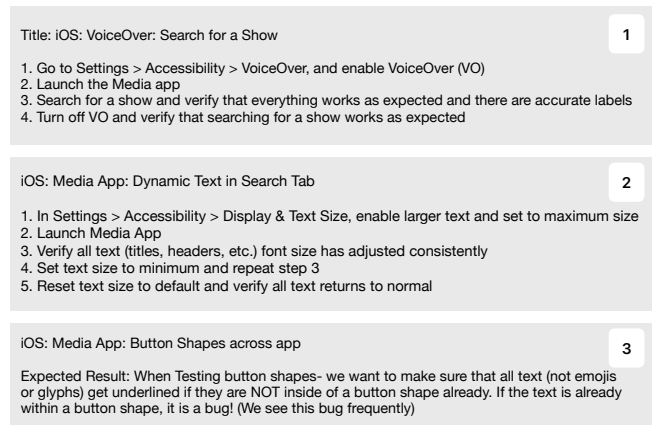 Title: iOS: VoiceOver: Search for a Show
1
1. Go to Settings > Accessibility > VoiceOver, and enable VoiceOver (VO)
2. Launch the Media app
3. Search for a show and verify that everything works as expected and there are accurate labels
4. Turn off VO and verify that searching for a show works as expected
iOS: Media App: Dynamic Text in Search Tab
2
1. In Settings > Accessibility > Display & Text Size, enable larger text and set to maximum size
2. Launch Media App
3. Verify all text (titles, headers, etc.) font size has adjusted consistently
4. Set text size to minimum and repeat step 3
5. Reset text size to default and verify all text returns to normal
iOS: Media App: Button Shapes across app
3
Expected Result: When Testing button shapes- we want to make sure that all text (not emojis
or glyphs) get underlined if they are NOT inside of a button shape already. If the text is already
within a button shape, it is a bug! (We see this bug frequently)